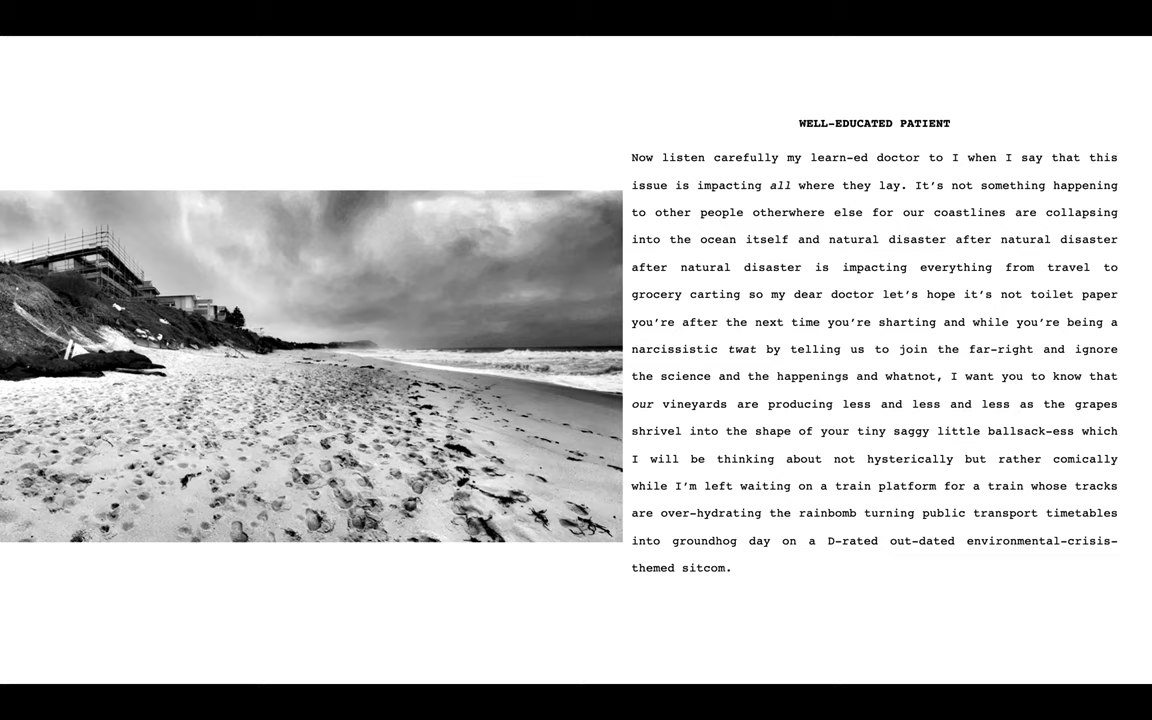 WELL-EDUCATED PATIENT
Now listen carefully my learn-ed doctor to I when I say that this
issue is impacting all where they lay. It's not something happening
to other people otherwhere else for our coastlines are collapsing
into the ocean itself and natural disaster after natural disaster
after natural disaster is impacting everything from travel to
grocery carting so my dear doctor let's hope it's not toilet paper
you're after the next time you're sharting and while you're being a
narcissistic twat by telling us to join the far-right and ignore
the science and the happenings and whatnot, I want you to know that
our vineyards are producing less and less and less as the grapes
shrivel into the shape of your tiny saggy little ballsack-ess which
I will be thinking about not hysterically but rather comically
while I'm left waiting on a train platform for a train whose tracks
are over-hydrating the rainbomb turning public transport timetables
into groundhog day on a D-rated out-dated environmental-crisis-
themed sitcom.